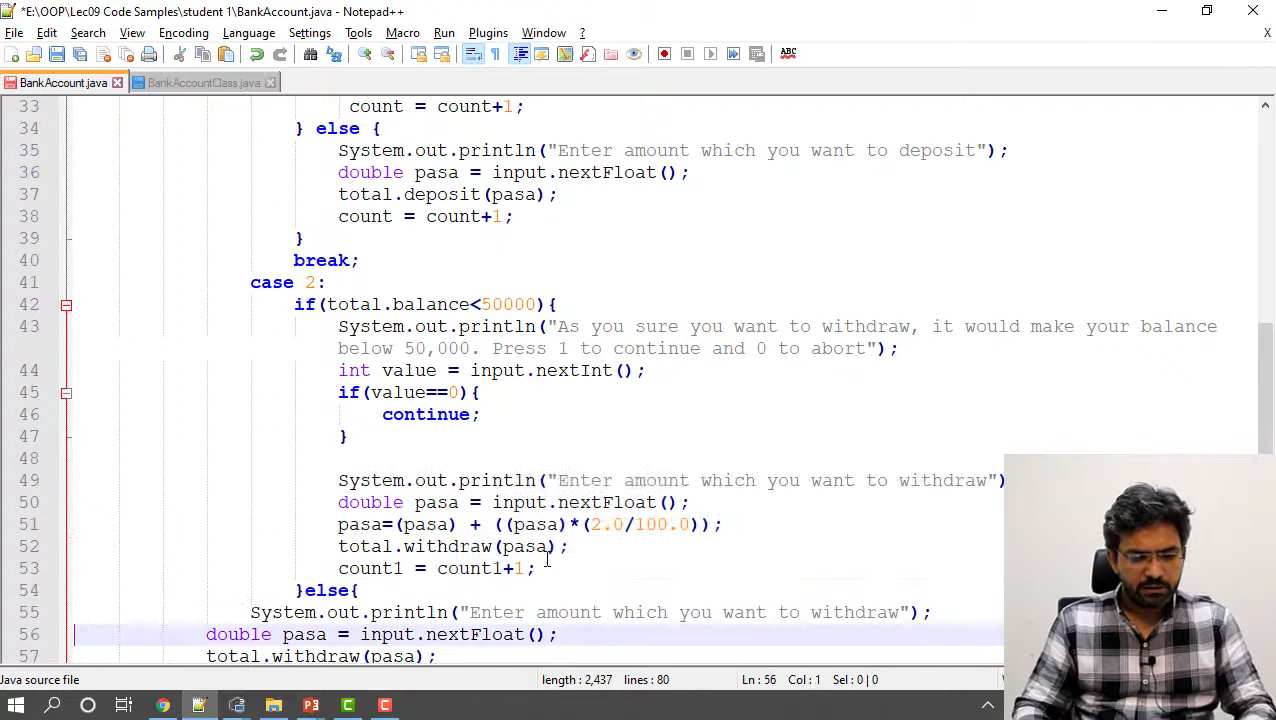 *E:\OOP\Lec09 Code Samples\student 1\BankAccount.java - Notepad++
File Edit Search View Encoding Language Settings Tools Macro Run Plugins Window ? X
ABC
BankAccount.java BankAccountClass.java
33 count = count+1;
34 } else {
35 System.out.println("Enter amount which you want to deposit");
36 double pasa = input.nextFloat();
37 total.deposit(pasa);
38 count = count+1;
39 }
40 break;
41 case 2:
42 if(total.balance<50000){
43 System.out.println("As you sure you want to withdraw, it would make your balance
below 50,000. Press 1 to continue and 0 to abort");
44 int value = input.nextInt();
45 if(value==0){
46 continue;
47 }
48
49 System.out.println("Enter amount which you want to withdraw")
50 double pasa = input.nextFloat();
51 pasa=(pasa) + ((pasa)*(2.0/100.0));
52 total.withdraw(pasa);
53 count1 = count1+1;
54 }else{
55 System.out.println("Enter amount which you want to withdraw");
56 double pasa = input.nextFloat();
57 total.withdraw(pasa);
Java source file length : 2,437 lines : 80 Ln : 56 Col : 1 Sel : 0 | 0